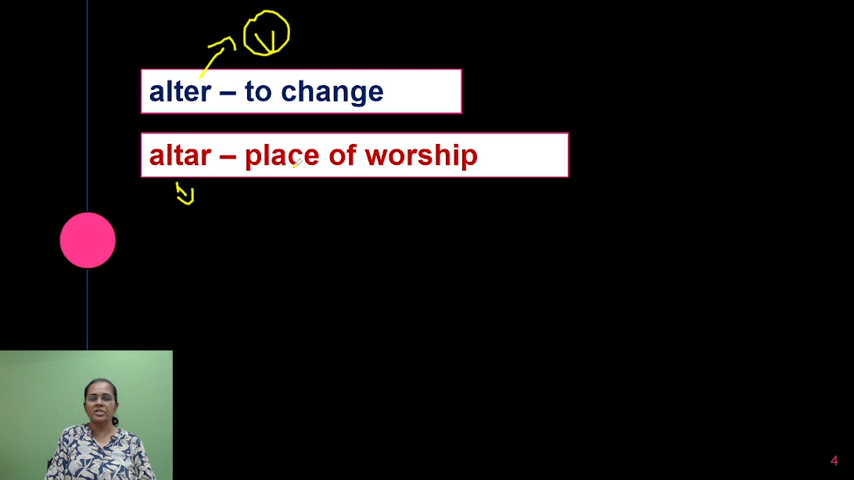 V
alter – to change
altar – place of worship
4